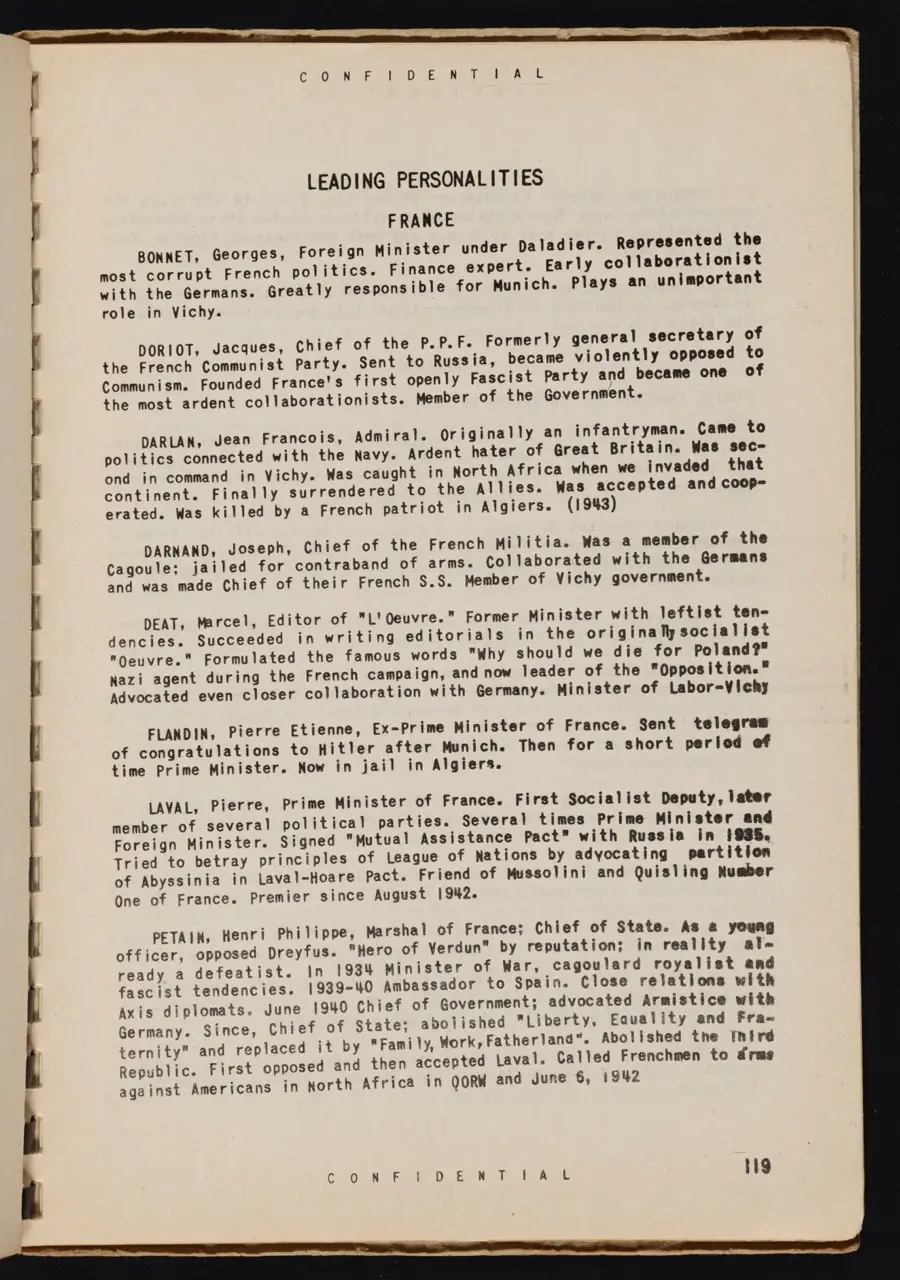 CONFIDENTIAL
LEADING PERSONALITIES
FRANCE
BONNET, Georges, Foreign Minister under Daladier. Represented the
most corrupt French politics. Finance expert. Early collaborationist
with the Germans. Greatly responsible for Munich. Plays an unimportant
role in Vichy.
DORIOT, Jacques, Chief of the P.P.F. Formerly general secretary of
the French Communist Party. Sent to Russia, became violently opposed to
Communism. Founded France's first openly Fascist Party and became one of
the most ardent collaborationists. Member of the Government.
DARLAN, Jean Francois, Admiral. Originally an infantryman. Came to
politics connected with the Navy. Ardent hater of Great Britain. Was sec-
ond in command in Vichy. Was caught in North Africa when we invaded that
continent. Finally surrendered to the Allies. Was accepted and coop-
erated. Was killed by a French patriot in Algiers. (1943)
DARNAND, Joseph, Chief of the French Militia. Was a member of the
Cagoule; jailed for contraband of arms. Collaborated with the Germans
and was made Chief of their French S.S. Member of Vichy government.
DEAT, Marcel, Editor of "L'Oeuvre." Former Minister with leftist ten-
dencies. Succeeded in writing editorials in the originally socialist
"Oeuvre." Formulated the famous words "Why should we die for Poland?"
Nazi agent during the French campaign, and now leader of the "Opposition."
Advocated even closer collaboration with Germany. Minister of Labor-Vichy
FLANDIN, Pierre Etienne, Ex-Prime Minister of France. Sent telegram
of congratulations to Hitler after Munich. Then for a short period of
time Prime Minister. Now in jail in Algiers.
LAVAL, Pierre, Prime Minister of France. First Socialist Deputy, later
member of several political parties. Several times Prime Minister and
Foreign Minister. Signed "Mutual Assistance Pact" with Russia in 1935.
Tried to betray principles of League of Nations by advocating partition
of Abyssinia in Laval-Hoare Pact. Friend of Mussolini and Quisling Number
One of France. Premier since August 1942.
PETAIN, Henri Philippe, Marshal of France; Chief of State. As a young
officer, opposed Dreyfus. "Hero of Verdun" by reputation; in reality al-
ready a defeatist. In 1934 Minister of War, cagoulard royalist and
fascist tendencies. 1939-40 Ambassador to Spain. Close relations with
Axis diplomats. June 1940 Chief of Government; advocated Armistice with
Germany. Since, Chief of State; abolished "Liberty, Equality and Fra-
ternity" and replaced it by "Family, Work, Fatherland". Abolished the Third
Republic. First opposed and then accepted Laval. Called Frenchmen to arms
against Americans in North Africa in QORW and June 6, 1942
CONFIDENTIAL
119